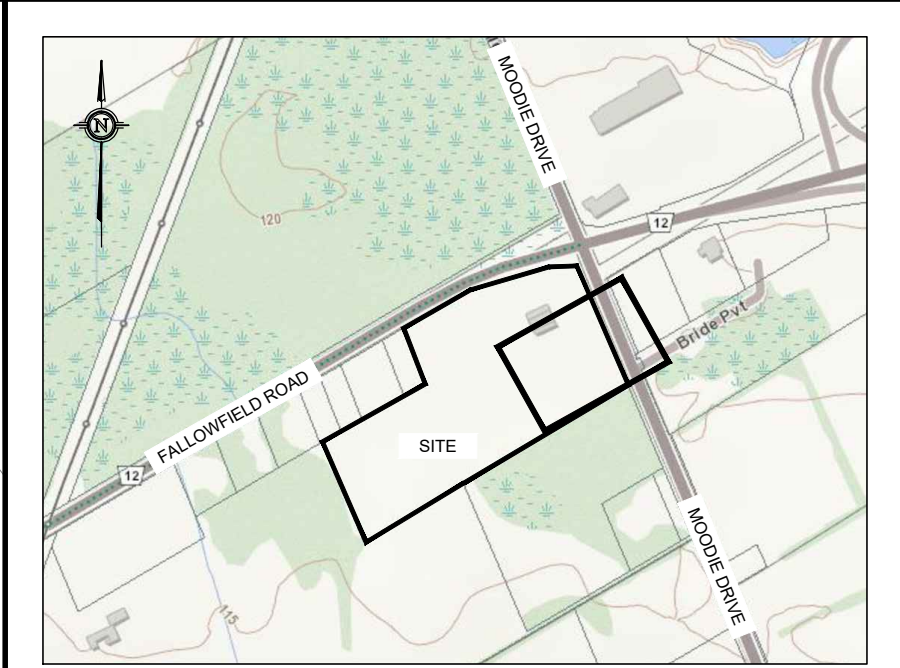 MOODIE DRIVE
N
120
12
Bride Pvt
FALLOWFIELD ROAD
SITE
12
MOODIE DRIVE
115